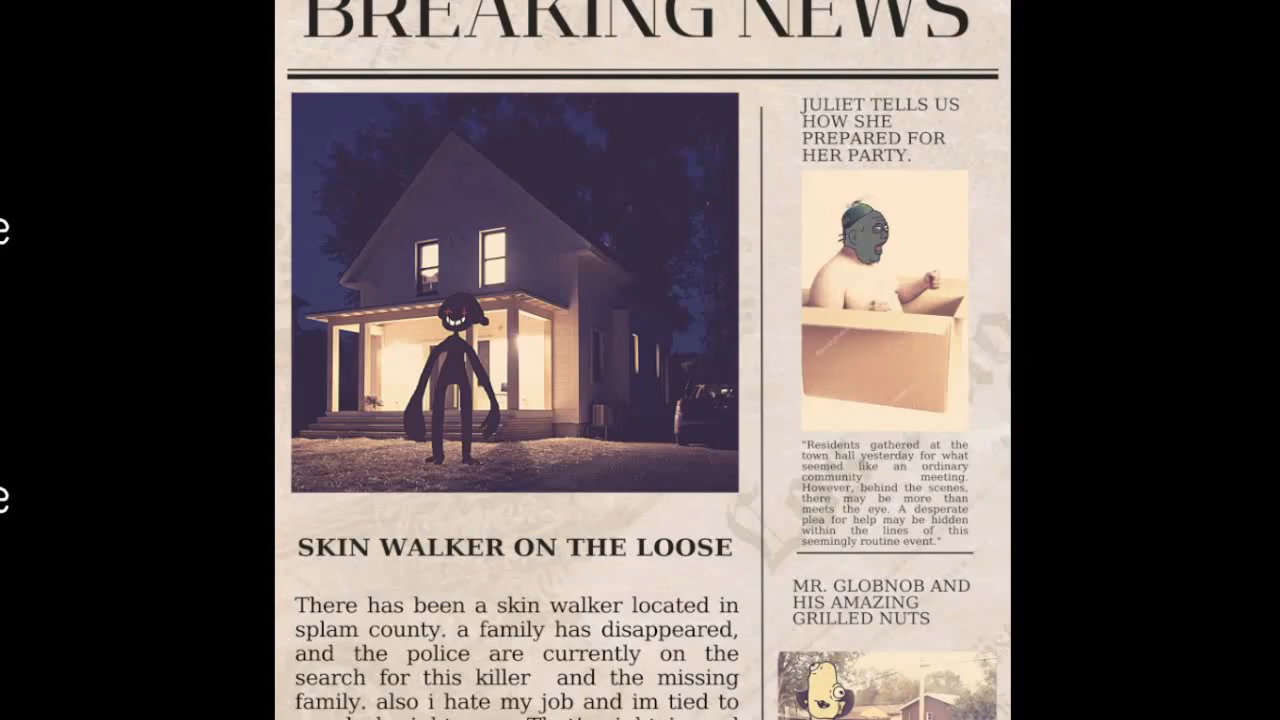 BREAKING NEWS
e
e
SKIN WALKER ON THE LOOSE
There has been a skin walker located in
splam county. a family has disappeared,
and the police are currently on the
search for this killer and the missing
family. also i hate my job and im tied to
JULIET TELLS US
HOW SHE
PREPARED FOR
HER PARTY.
"Residents gathered at the
town hall yesterday for what
seemed like an ordinary
community meeting.
However, behind the scenes,
there may be more than
meets the eye. A desperate
plea for help may be hidden
within the lines of this
seemingly routine event."
MR. GLOBNOB AND
HIS AMAZING
GRILLED NUTS